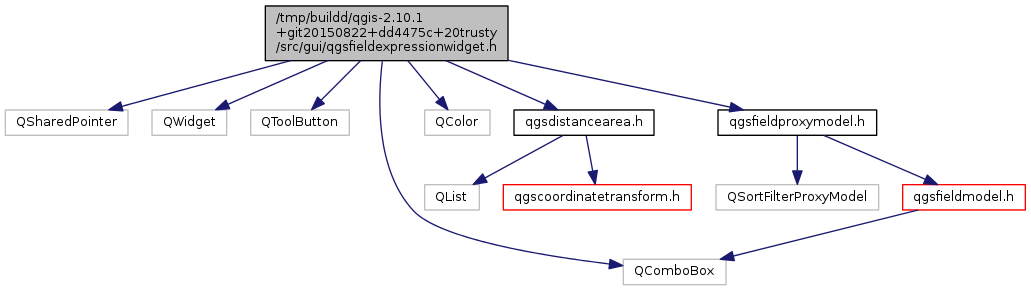 /tmp/buildd/qgis-2.10.1
+git20150822+dd4475c+20trusty
/src/gui/qgsfieldexpressionwidget.h
QSharedPointer
QWidget
QToolButton
QColor
qgsdistancearea.h
qgsfieldproxymodel.h
QList
qgscoordinatetransform.h
QSortFilterProxyModel
qgsfieldmodel.h
QComboBox